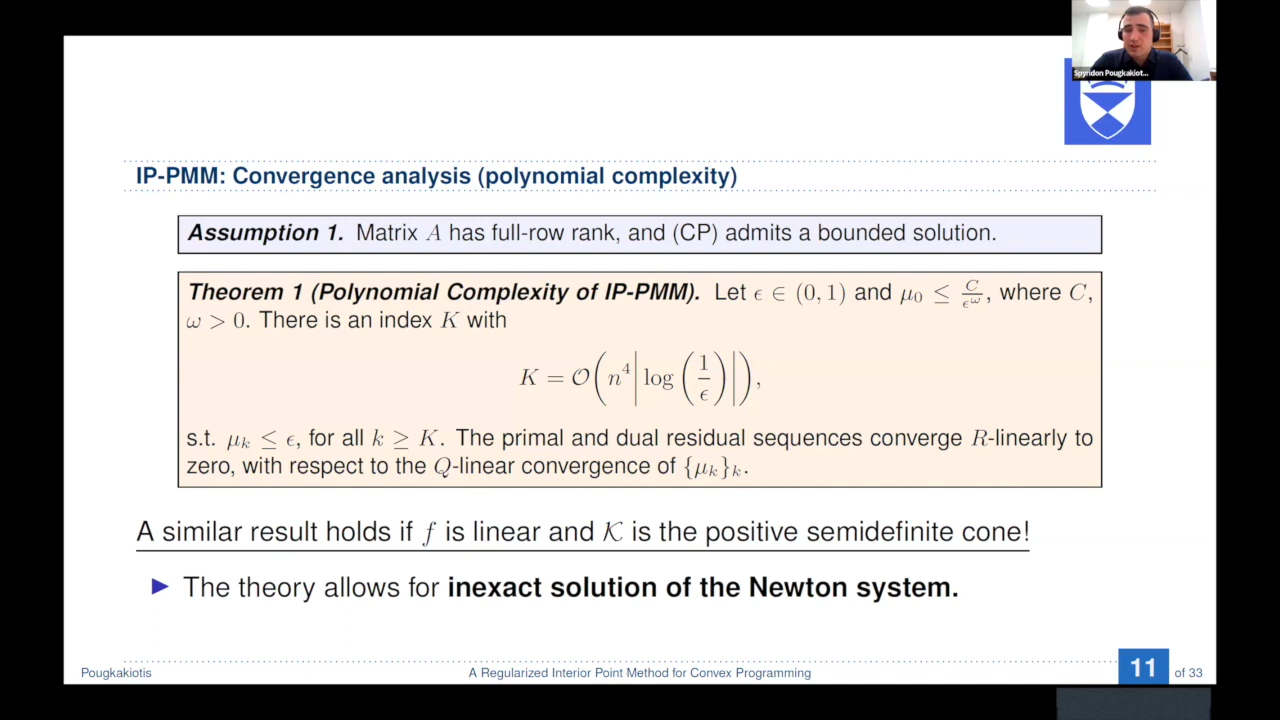 Spyridon Pougkakiot...
IP-PMM: Convergence analysis (polynomial complexity)
Assumption 1. Matrix A has full-row rank, and (CP) admits a bounded solution.
Theorem 1 (Polynomial Complexity of IP-PMM). Let ϵ ∈ (0, 1) and μ₀ ≤ C/ϵ^ω, where C,
ω > 0. There is an index K with
K = 𝒪(n⁴|log(1/ϵ)|),
s.t. μₖ ≤ ϵ, for all k ≥ K. The primal and dual residual sequences converge R-linearly to
zero, with respect to the Q-linear convergence of {μₖ}ₖ.
A similar result holds if f is linear and 𝒦 is the positive semidefinite cone!
▶ The theory allows for inexact solution of the Newton system.
Pougkakiotis A Regularized Interior Point Method for Convex Programming 11 of 33